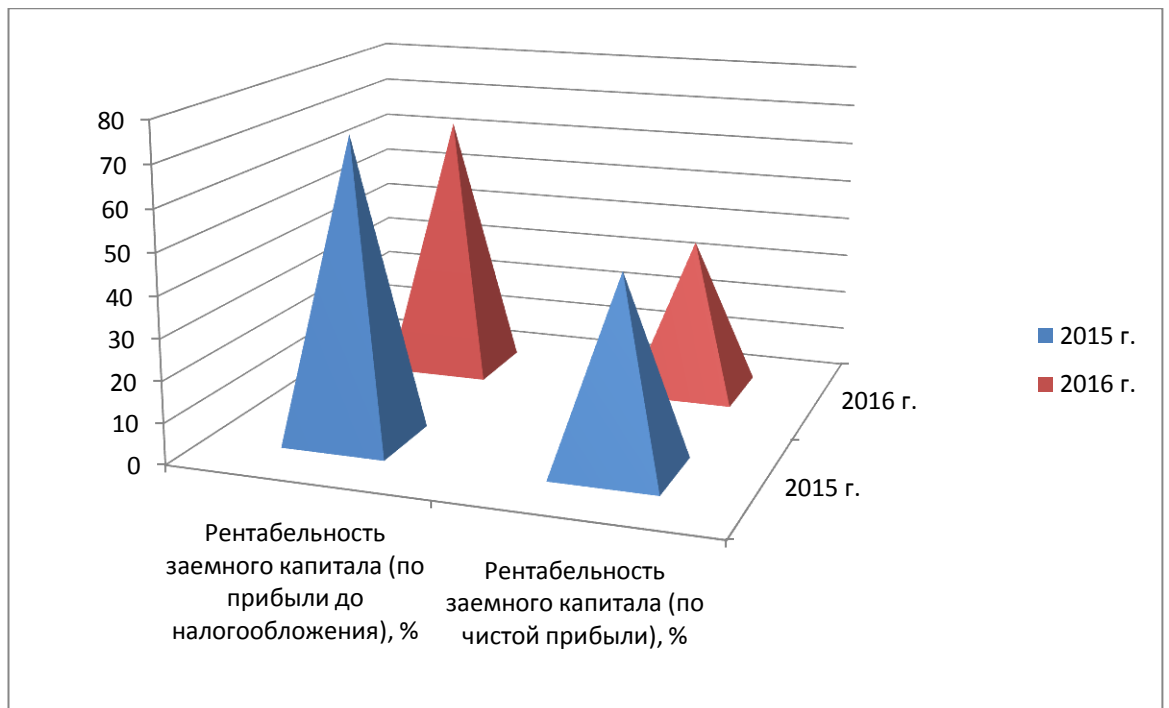 80
70
60
50
40
30
20
10
0
Рентабельность
заемного капитала (по
прибыли до
налогообложения), %
Рентабельность
заемного капитала (по
чистой прибыли), %
2015 г.
2016 г.
2015 г.
2016 г.